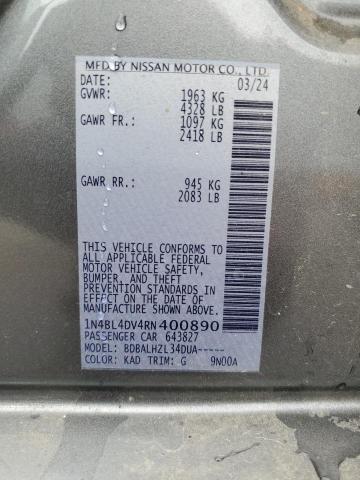 MFD BY NISSAN MOTOR CO., LTD.
DATE: 03/24
GVWR: 1963 KG
4328 LB
GAWR FR.: 1097 KG
2418 LB
GAWR RR.: 945 KG
2083 LB
THIS VEHICLE CONFORMS TO
ALL APPLICABLE FEDERAL
MOTOR VEHICLE SAFETY,
BUMPER, AND THEFT
PREVENTION STANDARDS
IN EFFECT ON THE DATE OF
MANUFACTURE SHOWN ABOVE.
1N4BL4DV4RN400890
PASSENGER CAR 643827
MODEL: BDBALHZL34DUA-----
COLOR: KAD TRIM: G 9N00A